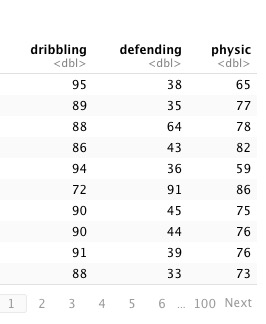 dribbling defending physic
<dbl> <dbl> <dbl>
95 38 65
89 35 77
88 64 78
86 43 82
94 36 59
72 91 86
90 45 75
90 44 76
91 39 76
88 33 73
1 2 3 4 5 6 ... 100 Next